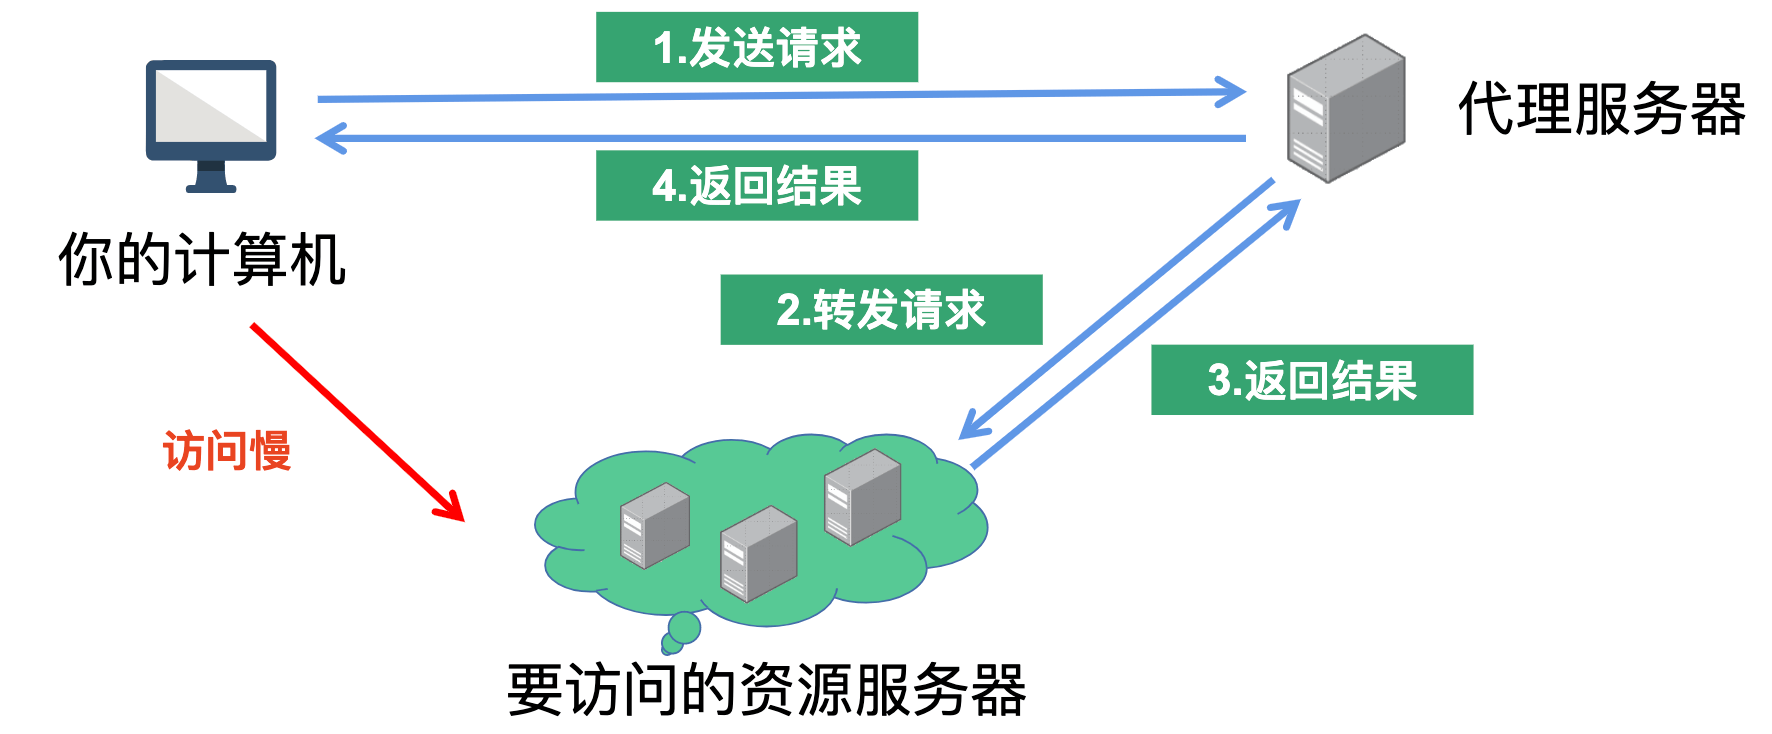 1.发送请求
代理服务器
4.返回结果
你的计算机
2.转发请求
3.返回结果
访问慢
要访问的资源服务器